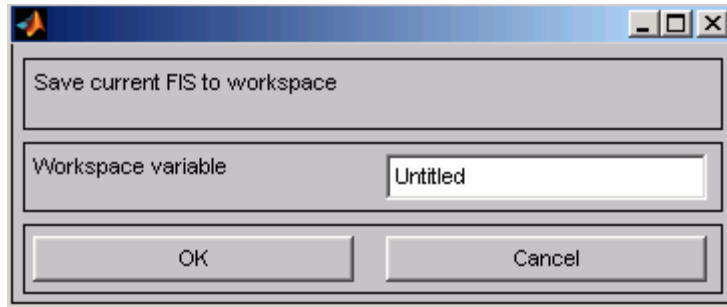 Save current FIS to workspace
Workspace variable
Untitled
OK
Cancel